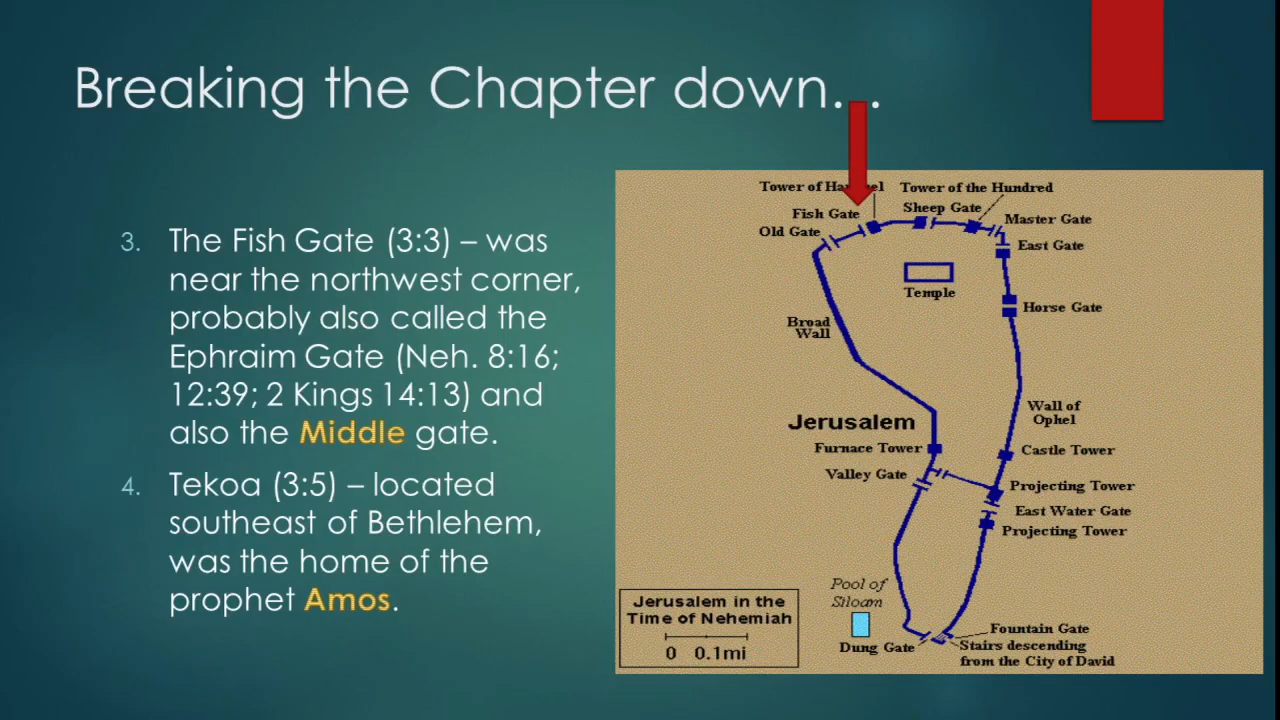 Breaking the Chapter down…
3. The Fish Gate (3:3) – was
near the northwest corner,
probably also called the
Ephraim Gate (Neh. 8:16;
12:39; 2 Kings 14:13) and
also the Middle gate.
4. Tekoa (3:5) – located
southeast of Bethlehem,
was the home of the
prophet Amos.
Tower of
Tower of the Hundred
Fish Gate
Sheep Gate
Master Gate
Old Gate
East Gate
Temple
Horse Gate
Broad
Wall
Wall of
Ophel
Jerusalem
Furnace Tower
Castle Tower
Valley Gate
Projecting Tower
East Water Gate
Projecting Tower
Pool of
Siloam
Jerusalem in the
Time of Nehemiah
0 0.1mi
Fountain Gate
Dung Gate
Stairs descending
from the City of David